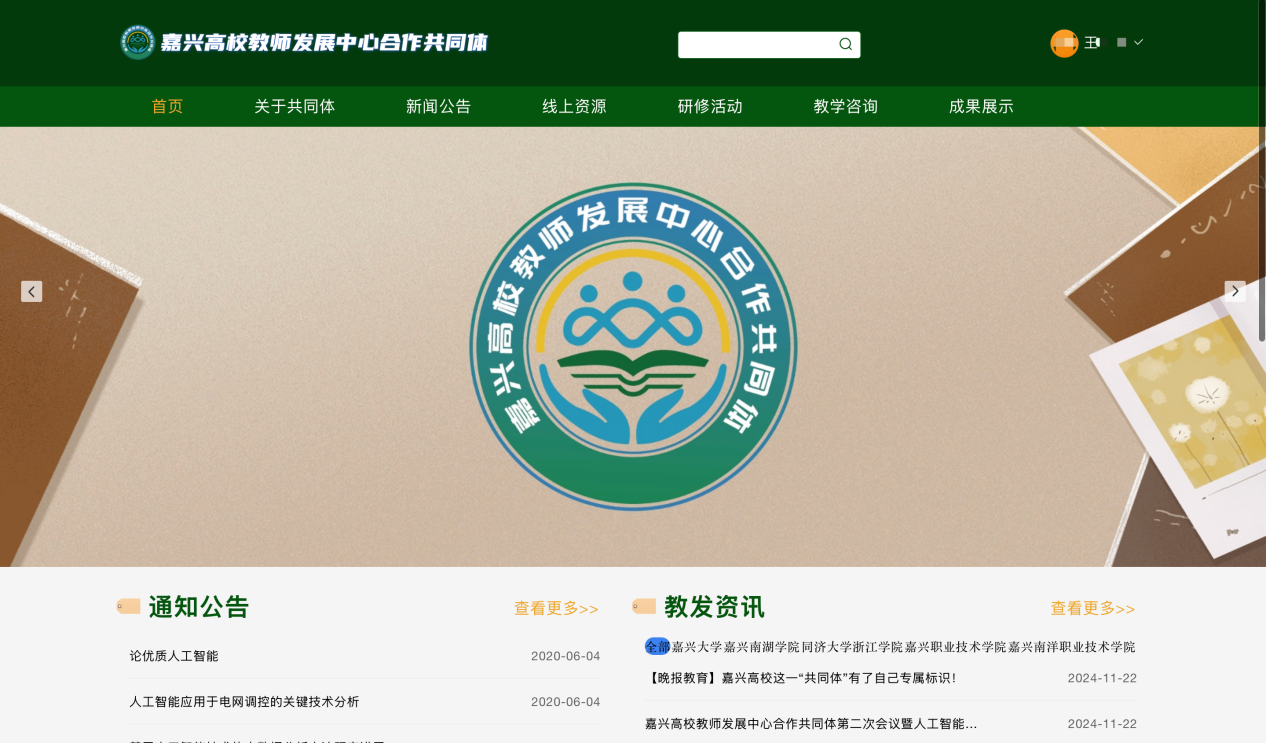 嘉兴高校教师发展中心合作共同体
王
首页 关于共同体 新闻公告 线上资源 研修活动 教学咨询 成果展示
嘉兴高校教师发展中心合作共同体
通知公告 查看更多>>
论优质人工智能 2020-06-04
人工智能应用于电网调控的关键技术分析 2020-06-04
教发资讯 查看更多>>
全部 嘉兴大学 嘉兴南湖学院 同济大学浙江学院 嘉兴职业技术学院 嘉兴南洋职业技术学院
【晚报教育】嘉兴高校这一“共同体”有了自己专属标识！ 2024-11-22
嘉兴高校教师发展中心合作共同体第二次会议暨人工智能... 2024-11-22